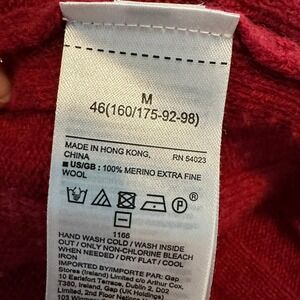 M
46(160/175-92-98)
MADE IN HONG KONG,
CHINA RN 54023
■ US/GB : 100% MERINO EXTRA FINE
WOOL
1166
HAND WASH COLD / WASH INSIDE
OUT / ONLY NON-CHLORINE BLEACH
WHEN NEEDED / DRY FLAT / COOL
IRON
IMPORTED BY/IMPORTE PAR: Gap
Stores (Ireland) Limited c/o Arthur Cox,
10 Earlsfort Terrace, Dublin 2, D02
T380, Ireland, Gap (UK Holdings)
Limited, 2nd Floor